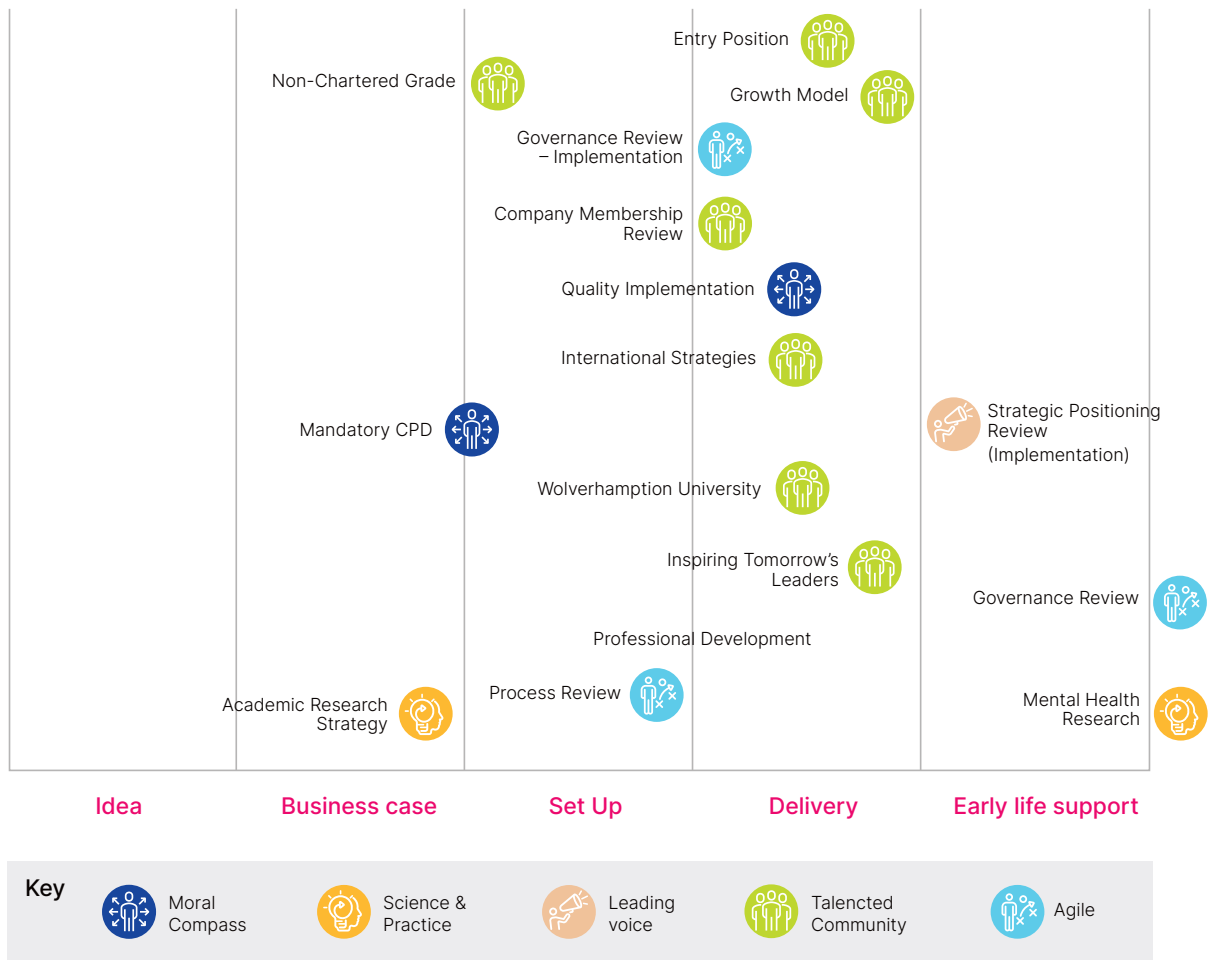 Entry Position
Non-Chartered Grade
Growth Model
Governance Review
– Implementation
Company Membership
Review
Quality Implementation
International Strategies
Mandatory CPD
Strategic Positioning
Review
(Implementation)
Wolverhamption University
Inspiring Tomorrow’s
Leaders
Governance Review
Professional Development
Process Review
Academic Research
Strategy
Mental Health
Research
Idea
Business case
Set Up
Delivery
Early life support
Key
Moral
Compass
Science &
Practice
Leading
voice
Talencted
Community
Agile